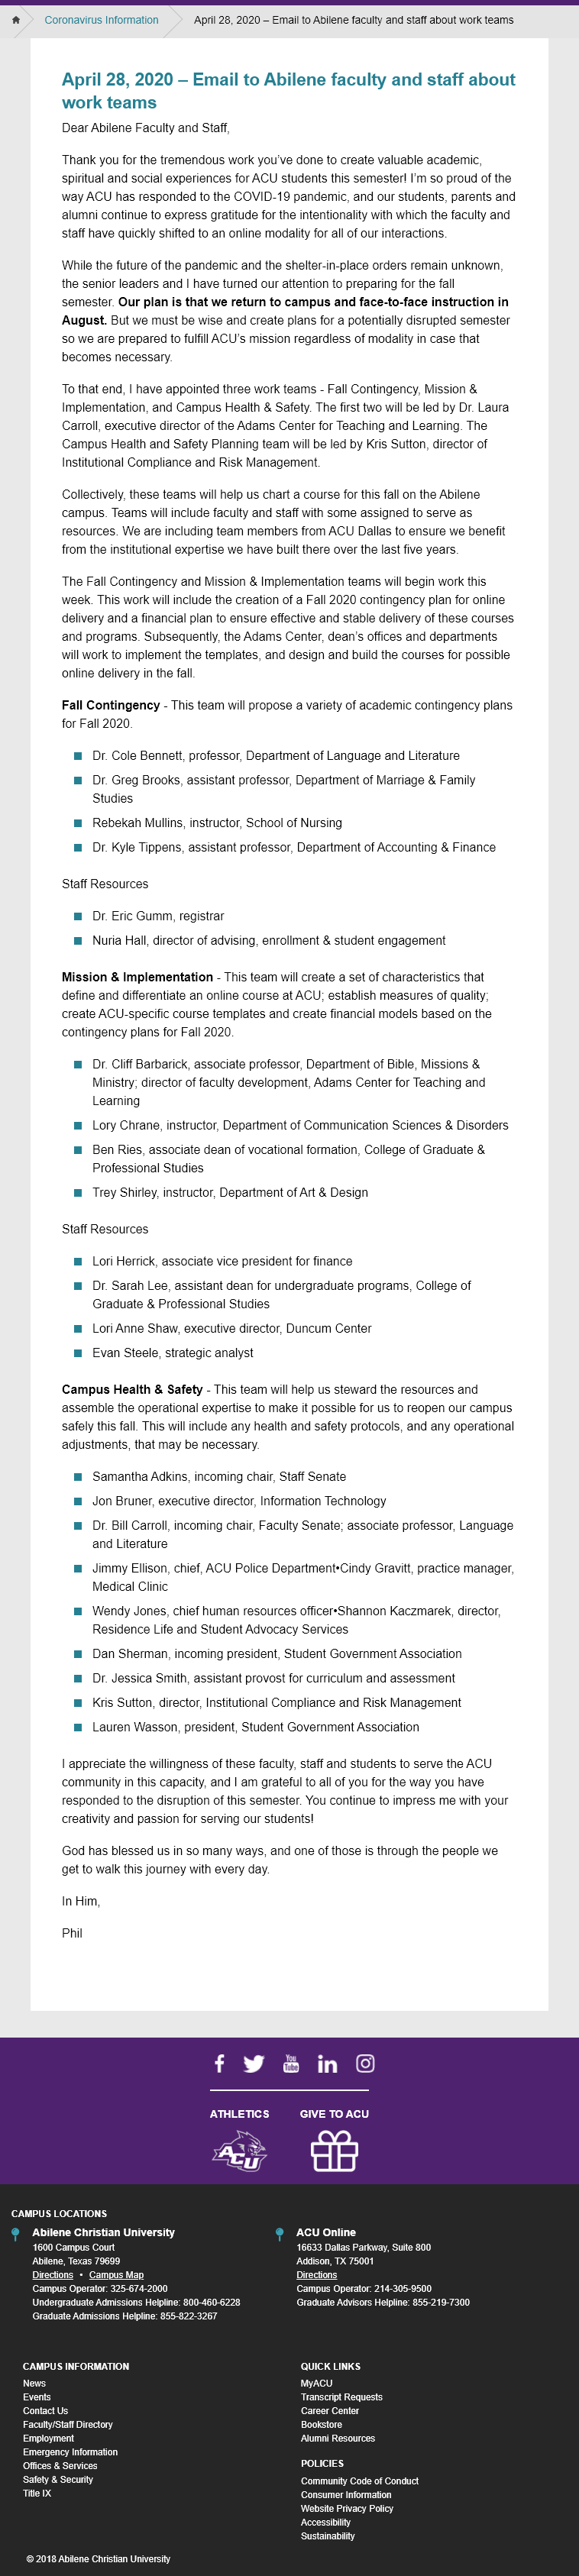 Coronavirus Information
April 28, 2020 – Email to Abilene faculty and staff about work teams
April 28, 2020 – Email to Abilene faculty and staff about
work teams
Dear Abilene Faculty and Staff,
Thank you for the tremendous work you've done to create valuable academic,
spiritual and social experiences for ACU students this semester! I'm so proud of the
way ACU has responded to the COVID-19 pandemic, and our students, parents and
alumni continue to express gratitude for the intentionality with which the faculty and
staff have quickly shifted to an online modality for all of our interactions.
While the future of the pandemic and the shelter-in-place orders remain unknown,
the senior leaders and I have turned our attention to preparing for the fall
semester. Our plan is that we return to campus and face-to-face instruction in
August. But we must be wise and create plans for a potentially disrupted semester
so we are prepared to fulfill ACU's mission regardless of modality in case that
becomes necessary.
To that end, I have appointed three work teams - Fall Contingency, Mission &
Implementation, and Campus Health & Safety. The first two will be led by Dr. Laura
Carroll, executive director of the Adams Center for Teaching and Learning. The
Campus Health and Safety Planning team will be led by Kris Sutton, director of
Institutional Compliance and Risk Management.
Collectively, these teams will help us chart a course for this fall on the Abilene
campus. Teams will include faculty and staff with some assigned to serve as
resources. We are including team members from ACU Dallas to ensure we benefit
from the institutional expertise we have built there over the last five years.
The Fall Contingency and Mission & Implementation teams will begin work this
week. This work will include the creation of a Fall 2020 contingency plan for online
delivery and a financial plan to ensure effective and stable delivery of these courses
and programs. Subsequently, the Adams Center, dean's offices and departments
will work to implement the templates, and design and build the courses for possible
online delivery in the fall.
Fall Contingency - This team will propose a variety of academic contingency plans
for Fall 2020.
Dr. Cole Bennett, professor, Department of Language and Literature
Dr. Greg Brooks, assistant professor, Department of Marriage & Family
Studies
Rebekah Mullins, instructor, School of Nursing
Dr. Kyle Tippens, assistant professor, Department of Accounting & Finance
Staff Resources
Dr. Eric Gumm, registrar
Nuria Hall, director of advising, enrollment & student engagement
Mission & Implementation - This team will create a set of characteristics that
define and differentiate an online course at ACU; establish measures of quality;
create ACU-specific course templates and create financial models based on the
contingency plans for Fall 2020.
Dr. Cliff Barbarick, associate professor, Department of Bible, Missions &
Ministry; director of faculty development, Adams Center for Teaching and
Learning
Lory Chrane, instructor, Department of Communication Sciences & Disorders
Ben Ries, associate dean of vocational formation, College of Graduate &
Professional Studies
Trey Shirley, instructor, Department of Art & Design
Staff Resources
Lori Herrick, associate vice president for finance
Dr. Sarah Lee, assistant dean for undergraduate programs, College of
Graduate & Professional Studies
Lori Anne Shaw, executive director, Duncum Center
Evan Steele, strategic analyst
Campus Health & Safety - This team will help us steward the resources and
assemble the operational expertise to make it possible for us to reopen our campus
safely this fall. This will include any health and safety protocols, and any operational
adjustments, that may be necessary.
Samantha Adkins, incoming chair, Staff Senate
Jon Bruner, executive director, Information Technology
Dr. Bill Carroll, incoming chair, Faculty Senate; associate professor, Language
and Literature
Jimmy Ellison, chief, ACU Police Department•Cindy Gravitt, practice manager,
Medical Clinic
Wendy Jones, chief human resources officer•Shannon Kaczmarek, director,
Residence Life and Student Advocacy Services
Dan Sherman, incoming president, Student Government Association
Dr. Jessica Smith, assistant provost for curriculum and assessment
Kris Sutton, director, Institutional Compliance and Risk Management
Lauren Wasson, president, Student Government Association
I appreciate the willingness of these faculty, staff and students to serve the ACU
community in this capacity, and I am grateful to all of you for the way you have
responded to the disruption of this semester. You continue to impress me with your
creativity and passion for serving our students!
God has blessed us in so many ways, and one of those is through the people we
get to walk this journey with every day.
In Him,
Phil
You
Tube
ATHLETICS
GIVE TO ACU
ACU
CAMPUS LOCATIONS
Abilene Christian University
1600 Campus Court
Abilene, Texas 79699
Directions • Campus Map
Campus Operator: 325-674-2000
Undergraduate Admissions Helpline: 800-460-6228
Graduate Admissions Helpline: 855-822-3267
ACU Online
16633 Dallas Parkway, Suite 800
Addison, TX 75001
Directions
Campus Operator: 214-305-9500
Graduate Advisors Helpline: 855-219-7300
CAMPUS INFORMATION
News
Events
Contact Us
Faculty/Staff Directory
Employment
Emergency Information
Offices & Services
Safety & Security
Title IX
QUICK LINKS
MyACU
Transcript Requests
Career Center
Bookstore
Alumni Resources
POLICIES
Community Code of Conduct
Consumer Information
Website Privacy Policy
Accessibility
Sustainability
© 2018 Abilene Christian University